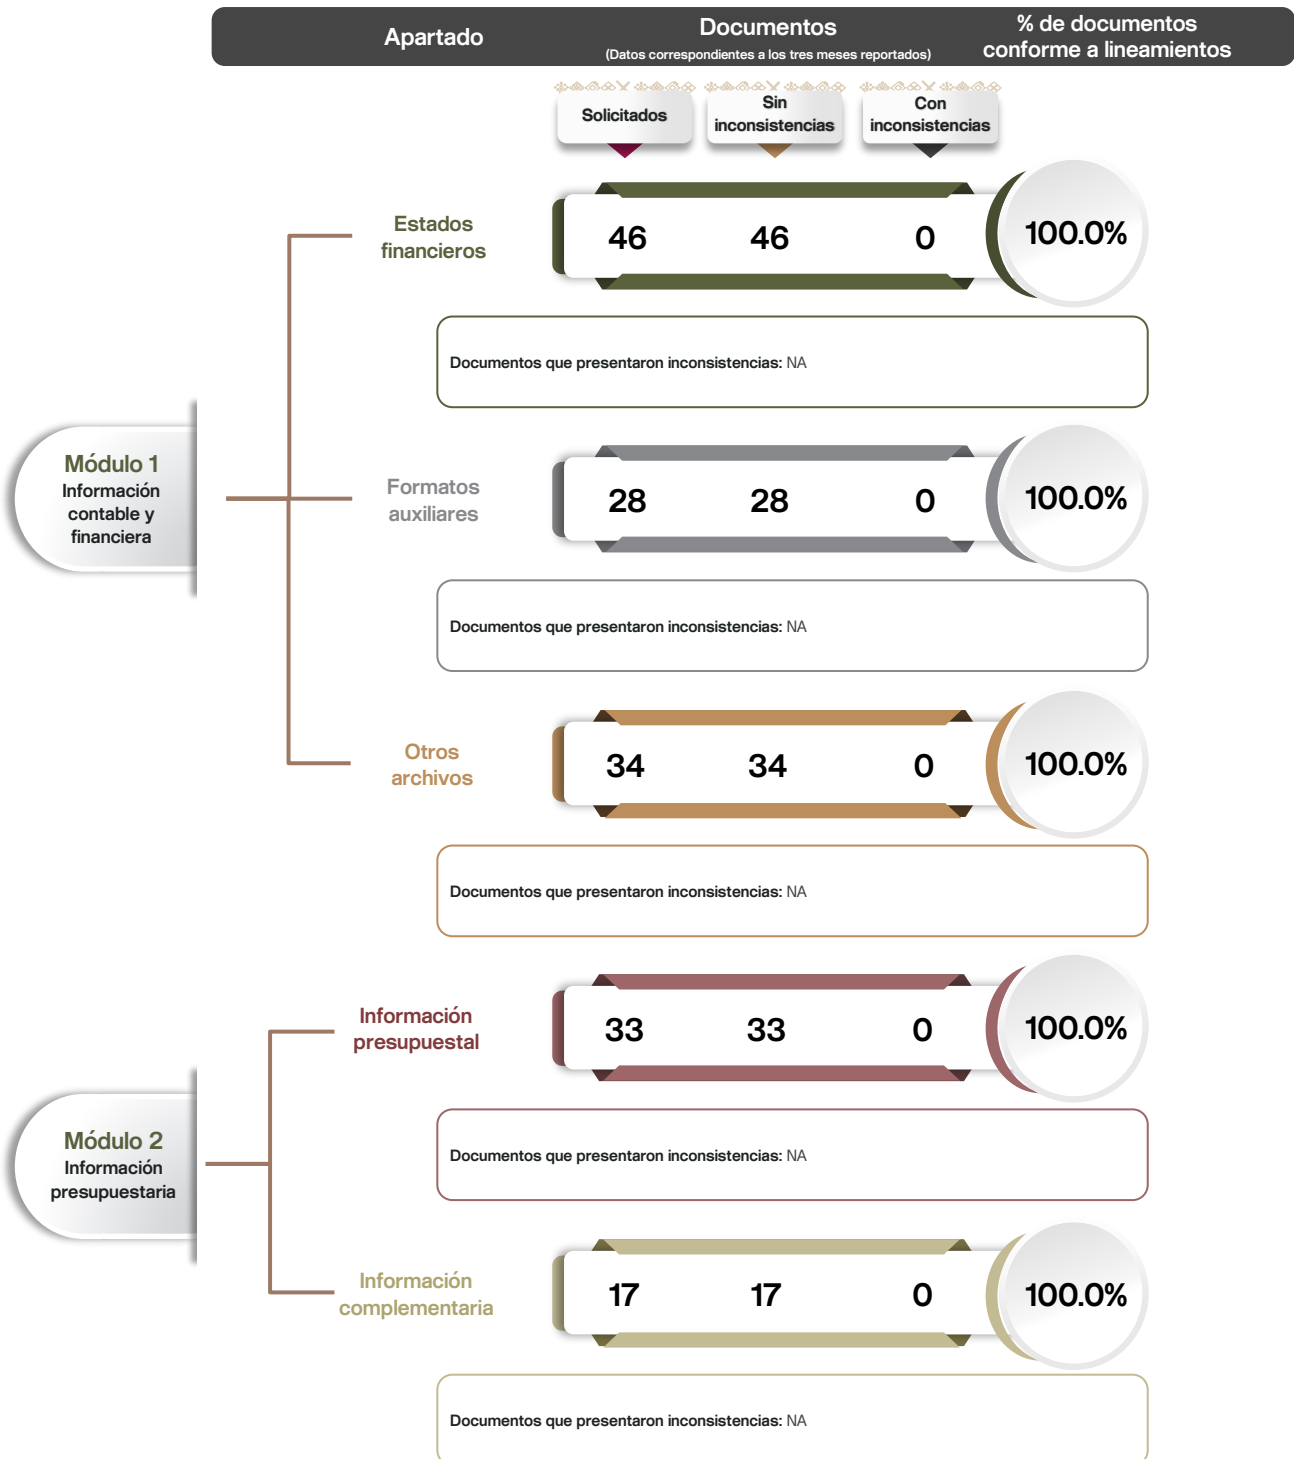 Apartado
Documentos
(Datos correspondientes a los tres meses reportados)
% de documentos
conforme a lineamientos
Solicitados
Sin
inconsistencias
Con
inconsistencias
Módulo 1
Información
contable y
financiera
Estados
financieros
46 46 0 100.0%
Documentos que presentaron inconsistencias: NA
Formatos
auxiliares
28 28 0 100.0%
Documentos que presentaron inconsistencias: NA
Otros
archivos
34 34 0 100.0%
Documentos que presentaron inconsistencias: NA
Módulo 2
Información
presupuestaria
Información
presupuestal
33 33 0 100.0%
Documentos que presentaron inconsistencias: NA
Información
complementaria
17 17 0 100.0%
Documentos que presentaron inconsistencias: NA